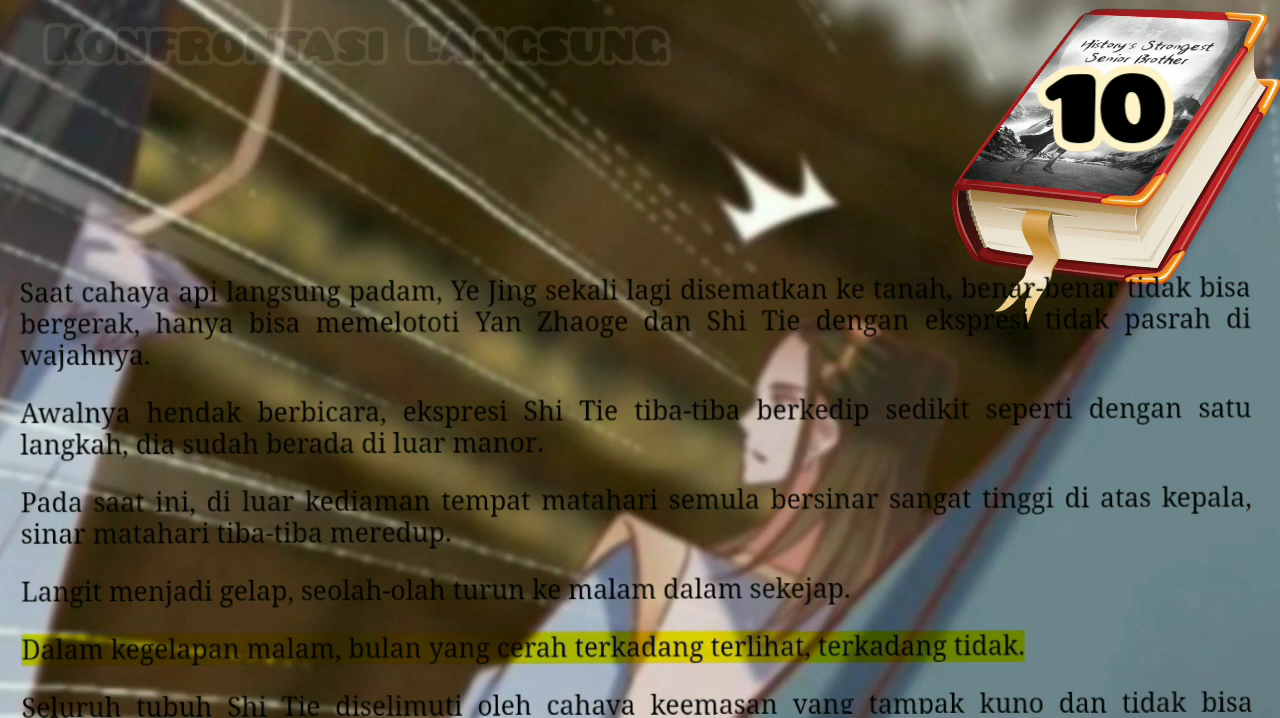 Konfrontasi Langsung
History's Strongest
Senior Brother
10
Saat cahaya api langsung padam, Ye Jing sekali lagi disematkan ke tanah, benar-benar tidak bisa
bergerak, hanya bisa memelototi Yan Zhaoge dan Shi Tie dengan ekspresi tidak pasrah di
wajahnya.
Awalnya hendak berbicara, ekspresi Shi Tie tiba-tiba berkedip sedikit seperti dengan satu
langkah, dia sudah berada di luar manor.
Pada saat ini, di luar kediaman tempat matahari semula bersinar sangat tinggi di atas kepala,
sinar matahari tiba-tiba meredup.
Langit menjadi gelap, seolah-olah turun ke malam dalam sekejap.
Dalam kegelapan malam, bulan yang cerah terkadang terlihat, terkadang tidak.
Seluruh tubuh Shi Tie diselimuti oleh cahaya keemasan yang tampak kuno dan tidak bisa